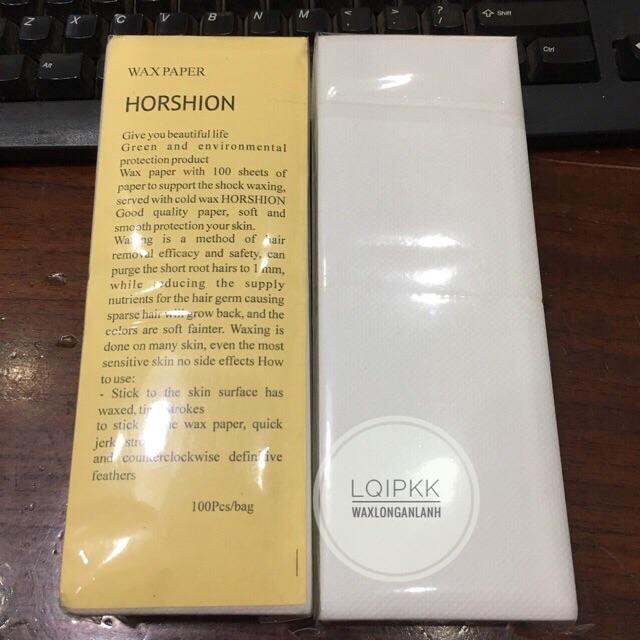 Z
X
C
V
B
N
M
Shift
Alt
Alt
Ctrl
WAX PAPER
HORSHION
Give you beautiful life
Green and environmental
protection product
Wax paper with 100 sheets of
paper to support the shock waxing,
served with cold wax HORSHION
Good quality paper, soft and
smooth protection your skin.
Waxing is a method of hair
removal efficacy and safety, can
purge the short root hairs to 1 mm,
while reducing the supply
nutrients for the hair germ causing
sparse hair will grow back, and the
colors are soft fainter. Waxing is
done on many skin, even the most
sensitive skin no side effects How
to use:
- Stick to the skin surface has
waxed, strokes
to stick wax paper, quick
jerk
and counterclockwise definitive
feathers
100Pcs/bag
LQIPKK
WAXLONGANLANH